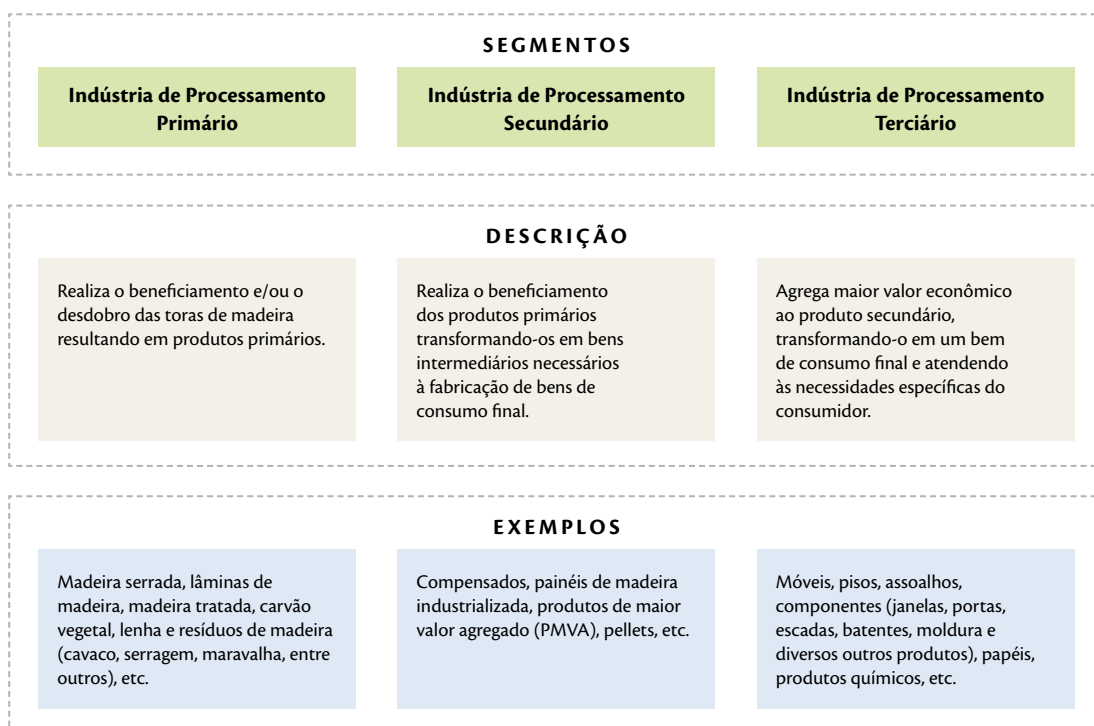 SEGMENTOS
Indústria de Processamento
Primário
Indústria de Processamento
Secundário
Indústria de Processamento
Terciário
DESCRIÇÃO
Realiza o beneficiamento e/ou o
desdobro das toras de madeira
resultando em produtos primários.
Realiza o beneficiamento
dos produtos primários
transformando-os em bens
intermediários necessários
à fabricação de bens de
consumo final.
Agrega maior valor econômico
ao produto secundário,
transformando-o em um bem
de consumo final e atendendo
às necessidades específicas do
consumidor.
EXEMPLOS
Madeira serrada, lâminas de
madeira, madeira tratada, carvão
vegetal, lenha e resíduos de madeira
(cavaco, serragem, maravalha, entre
outros), etc.
Compensados, painéis de madeira
industrializada, produtos de maior
valor agregado (PMVA), pellets, etc.
Móveis, pisos, assoalhos,
componentes (janelas, portas,
escadas, batentes, moldura e
diversos outros produtos), papéis,
produtos químicos, etc.